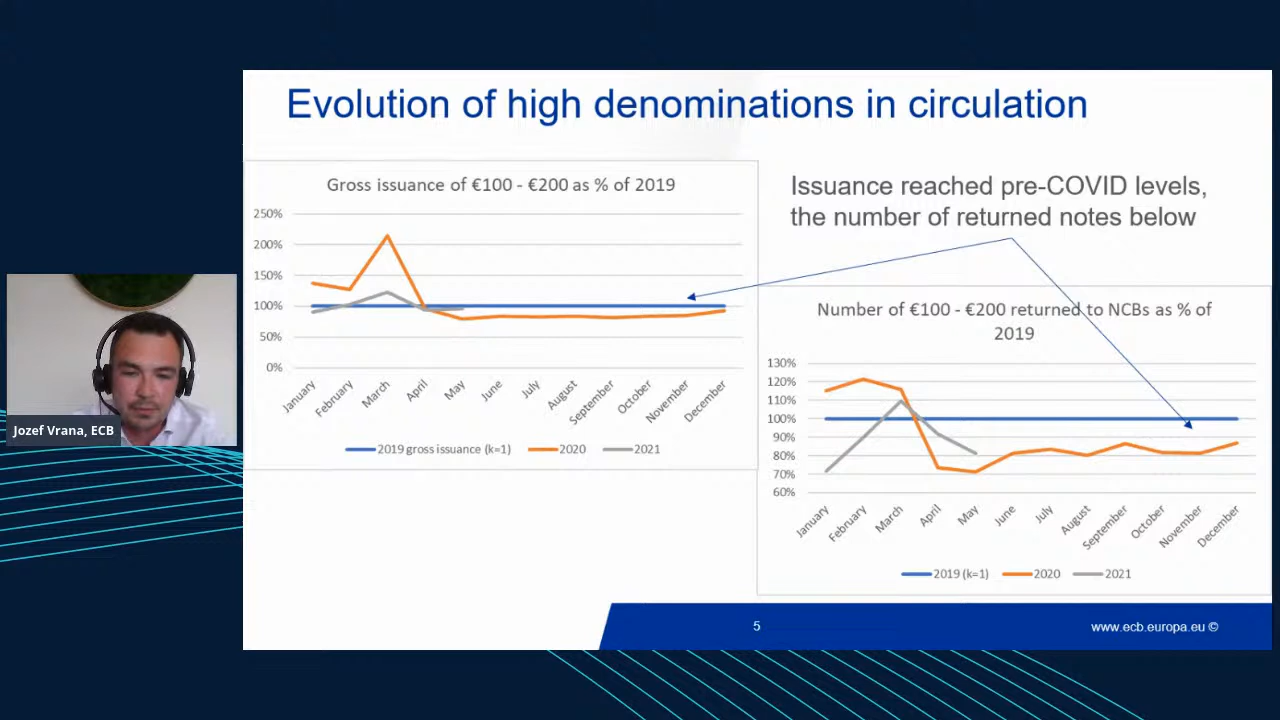 Evolution of high denominations in circulation
Gross issuance of €100 - €200 as % of 2019
250%
200%
150%
100%
50%
0%
January
February
March
April
May
June
July
August
September
October
November
December
2019 gross issuance (k=1)
2020
2021
Issuance reached pre-COVID levels,
the number of returned notes below
Number of €100 - €200 returned to NCBs as % of
2019
130%
120%
110%
100%
90%
80%
70%
60%
January
February
March
April
May
June
July
August
September
October
November
December
2019 (k=1)
2020
2021
Jozef Vrana, ECB
5
www.ecb.europa.eu ©